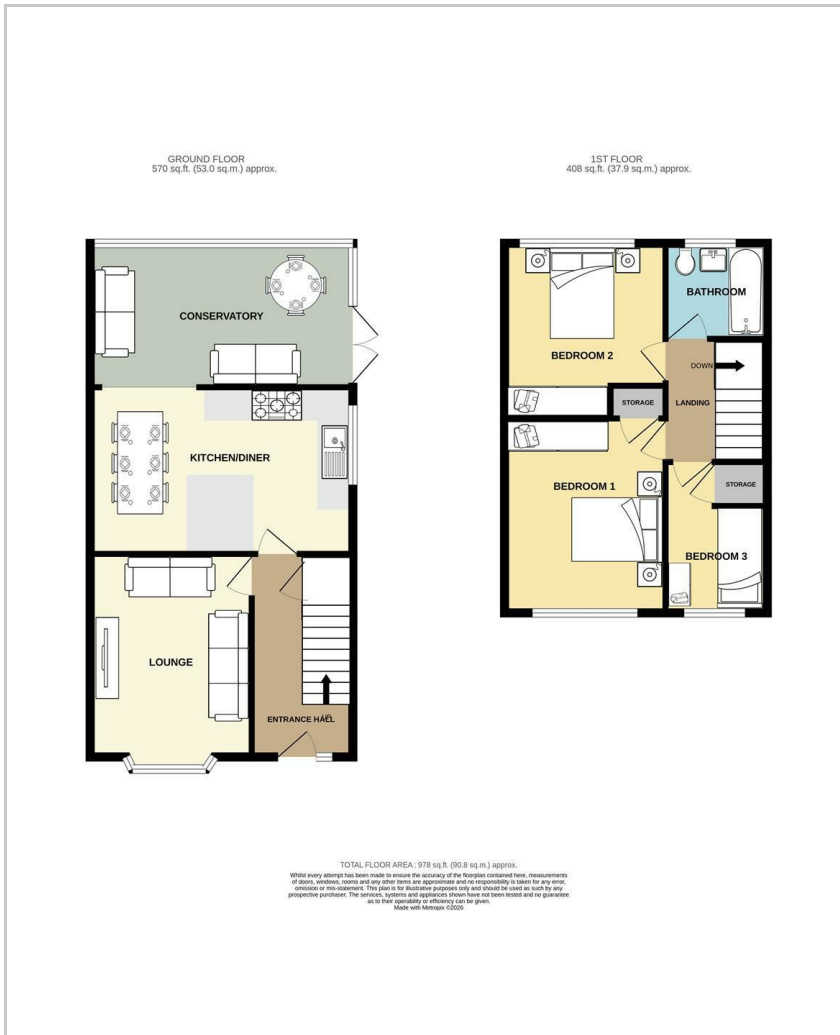 GROUND FLOOR
570 sq.ft. (53.0 sq.m.) approx.
CONSERVATORY
KITCHEN/DINER
LOUNGE
ENTRANCE HALL
UP
1ST FLOOR
408 sq.ft. (37.9 sq.m.) approx.
BATHROOM
BEDROOM 2
DOWN
STORAGE
LANDING
BEDROOM 1
STORAGE
BEDROOM 3
TOTAL FLOOR AREA : 978 sq.ft. (90.8 sq.m.) approx.
Whilst every attempt has been made to ensure the accuracy of the floorplan contained here, measurements
of doors, windows, rooms and any other items are approximate and no responsibility is taken for any error,
omission or mis-statement. This plan is for illustrative purposes only and should be used as such by any
prospective purchaser. The services, systems and appliances shown have not been tested and no guarantee
as to their operability or efficiency can be given.
Made with Metropix ©2026